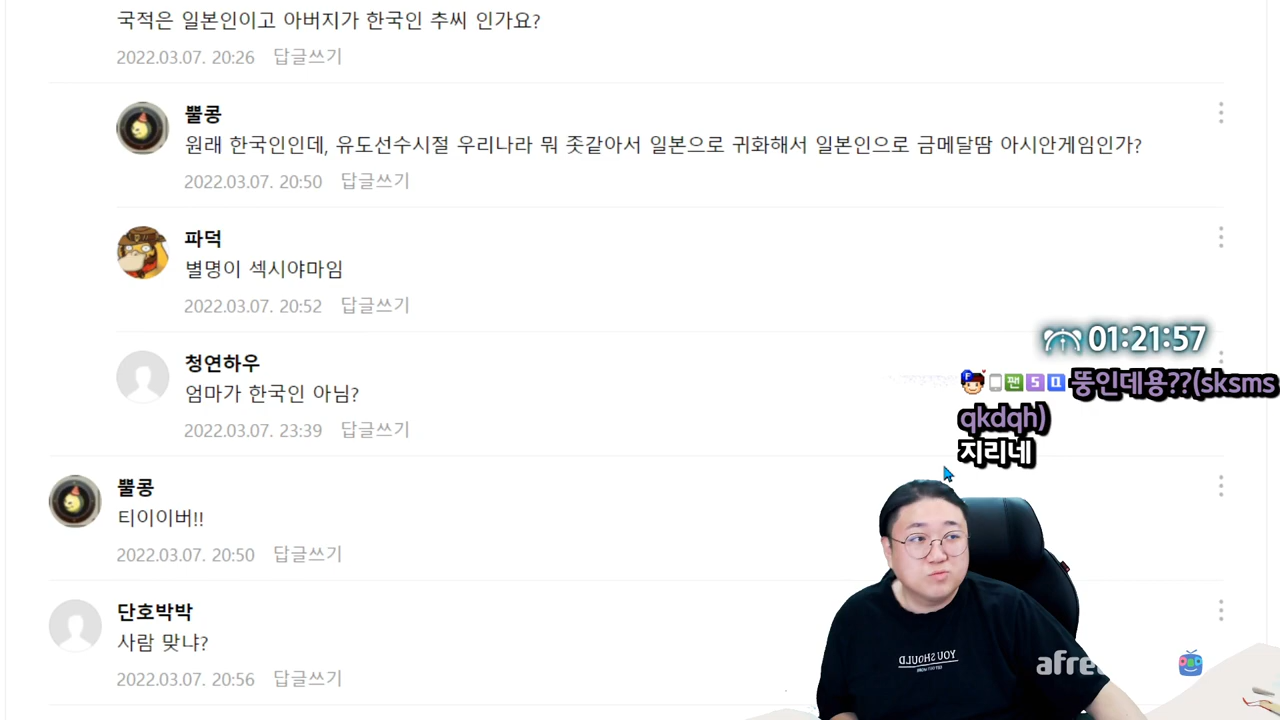 국적은 일본인이고 아버지가 한국인 추씨 인가요?
2022.03.07. 20:26 답글쓰기
뿔콩
원래 한국인인데, 유도선수시절 우리나라 뭐 좃같아서 일본으로 귀화해서 일본인으로 금메달땀 아시안게임인가?
2022.03.07. 20:50 답글쓰기
파덕
별명이 섹시야마임
2022.03.07. 20:52 답글쓰기
01:21:57
청연하우
팬 5 뚱인데용??(sksms
엄마가 한국인 아님?
qkdqh)
2022.03.07. 23:39 답글쓰기
지리네
뿔콩
티이이버!!
2022.03.07. 20:50 답글쓰기
단호박박
사람 맞냐?
YOU SHOULD
2022.03.07. 20:56 답글쓰기